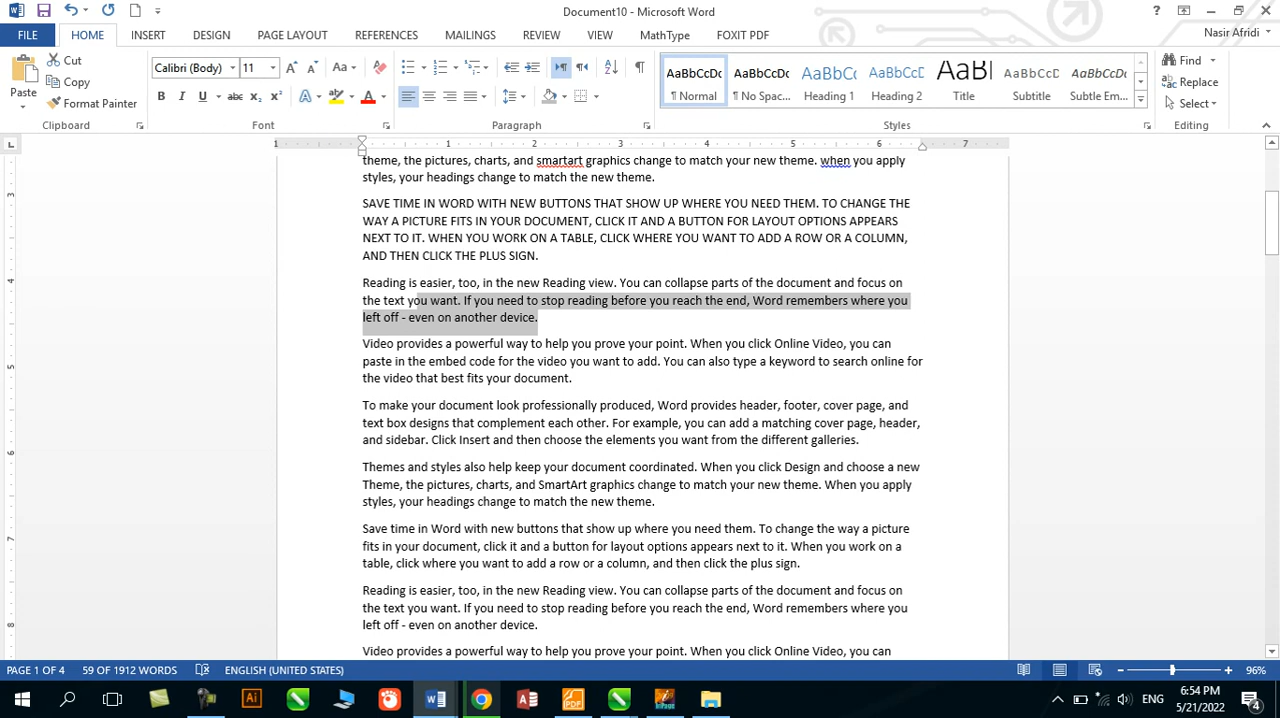 Document10 - Microsoft Word
?
FILE HOME INSERT DESIGN PAGE LAYOUT REFERENCES MAILINGS REVIEW VIEW MathType FOXIT PDF Nasir Afridi
Paste
Cut
Copy
Format Painter
Clipboard
Calibri (Body) 11 Aa
B I U abc x₂ x² A A
Font
Paragraph
AaBbCcDc AaBbCcDc AaBbCc AaBbCcD AaBl AaBbCcD AaBbCcDc
¶ Normal ¶ No Spac... Heading 1 Heading 2 Title Subtitle Subtle Em...
Styles
Find
Replace
Select
Editing
1 1 2 3 4 5 6 7
theme, the pictures, charts, and smartart graphics change to match your new theme. when you apply
styles, your headings change to match the new theme.
SAVE TIME IN WORD WITH NEW BUTTONS THAT SHOW UP WHERE YOU NEED THEM. TO CHANGE THE
WAY A PICTURE FITS IN YOUR DOCUMENT, CLICK IT AND A BUTTON FOR LAYOUT OPTIONS APPEARS
NEXT TO IT. WHEN YOU WORK ON A TABLE, CLICK WHERE YOU WANT TO ADD A ROW OR A COLUMN,
AND THEN CLICK THE PLUS SIGN.
Reading is easier, too, in the new Reading view. You can collapse parts of the document and focus on
the text you want. If you need to stop reading before you reach the end, Word remembers where you
left off - even on another device.
Video provides a powerful way to help you prove your point. When you click Online Video, you can
paste in the embed code for the video you want to add. You can also type a keyword to search online for
the video that best fits your document.
To make your document look professionally produced, Word provides header, footer, cover page, and
text box designs that complement each other. For example, you can add a matching cover page, header,
and sidebar. Click Insert and then choose the elements you want from the different galleries.
Themes and styles also help keep your document coordinated. When you click Design and choose a new
Theme, the pictures, charts, and SmartArt graphics change to match your new theme. When you apply
styles, your headings change to match the new theme.
Save time in Word with new buttons that show up where you need them. To change the way a picture
fits in your document, click it and a button for layout options appears next to it. When you work on a
table, click where you want to add a row or a column, and then click the plus sign.
Reading is easier, too, in the new Reading view. You can collapse parts of the document and focus on
the text you want. If you need to stop reading before you reach the end, Word remembers where you
left off - even on another device.
Video provides a powerful way to help you prove your point. When you click Online Video, you can
3
4
5
6
7
8
PAGE 1 OF 4 59 OF 1912 WORDS ENGLISH (UNITED STATES) 96%
ENG
6:54 PM
5/21/2022
4